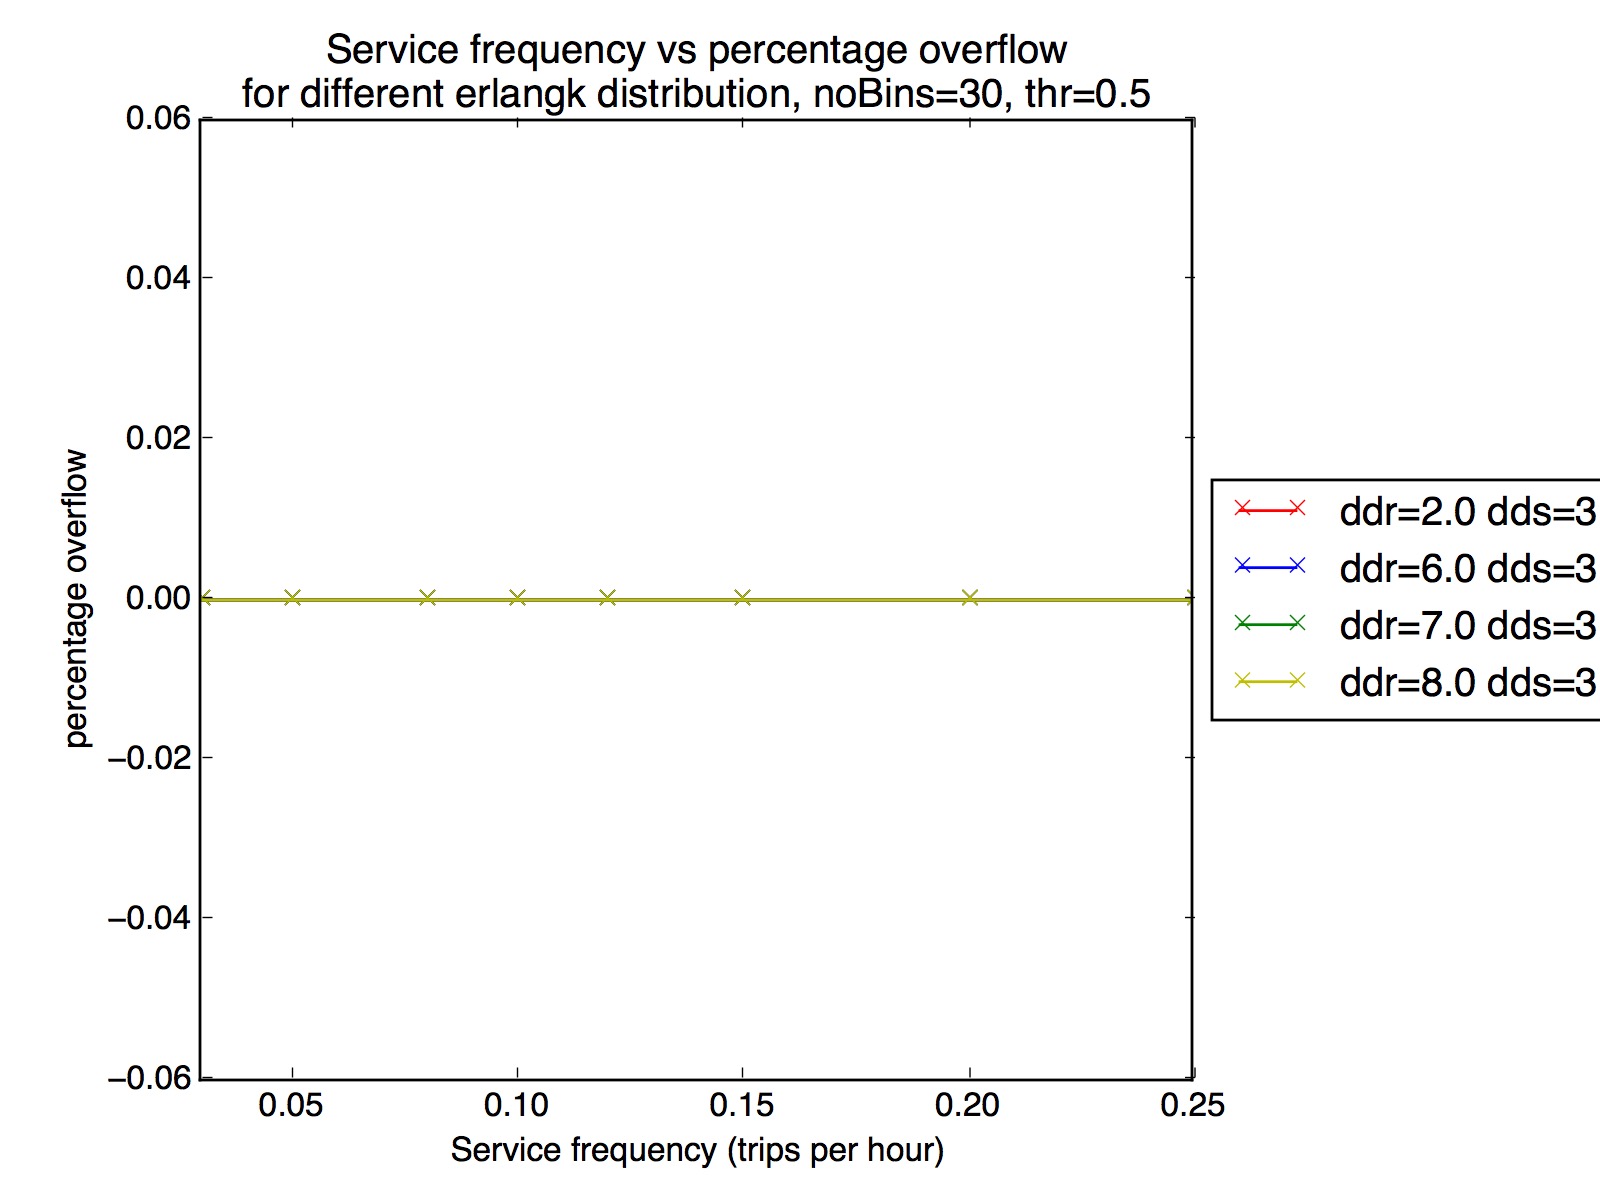 Service frequency vs percentage overflow
for different erlangk distribution, noBins=30, thr=0.5
0.06
0.04
0.02
0.00
−0.02
−0.04
−0.06
percentage overflow
0.05 0.10 0.15 0.20 0.25
Service frequency (trips per hour)
ddr=2.0 dds=3
ddr=6.0 dds=3
ddr=7.0 dds=3
ddr=8.0 dds=3